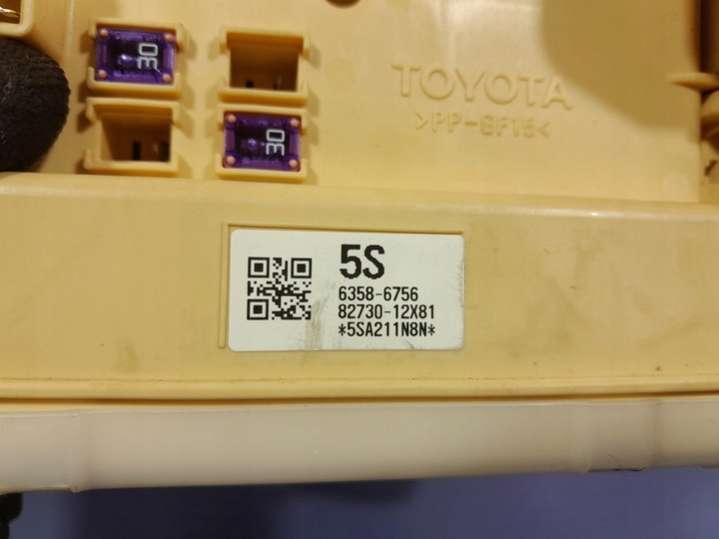 30
30
TOYOTA
>PP-GF15<
5S
6358-6756
82730-12X81
*5SA211N8N*